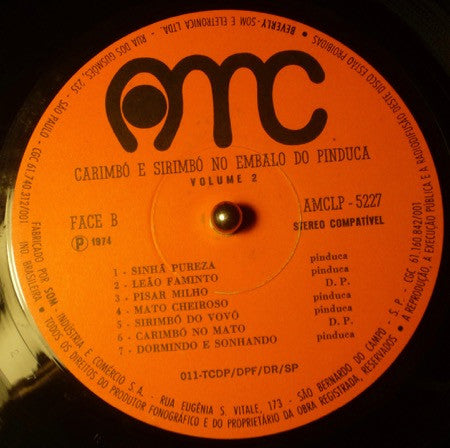 AMC
CARIMBÓ E SIRIMBÓ NO EMBALO DO PINDUCA
VOLUME 2
FACE B
AMCLP - 5227
P 1974
STEREO COMPATÍVEL
1 - SINHÁ PUREZA pinduca
2 - LEÃO FAMINTO pinduca
3 - PISAR MILHO D. P.
4 - MATO CHEIROSO pinduca
5 - SIRIMBÓ DO VOVÔ pinduca
6 - CARIMBÓ NO MATO D. P.
7 - DORMINDO E SONHANDO pinduca
011-TCDP/DPF/DR/SP
FABRICADO POR SOM, INDÚSTRIA E COMÉRCIO S.A. - RUA EUGÊNIA S. VITALE, 173 - SÃO BERNARDO DO CAMPO - S. P. - CGC 61.160.842/001
IND BRASILEIRA - TODOS OS DIREITOS DO PRODUTOR FONOGRÁFICO E DO PROPRIETÁRIO DA OBRA GRAVADA, RESERVADOS - A REPRODUÇÃO, A EXECUÇÃO PÚBLICA E A RADIODIFUSÃO DESTE DISCO ESTÃO PROIBIDAS
BEVERLY - SOM E ELETRÔNICA LTDA. - RUA DOS GUSMÕES, 235 - SÃO PAULO - CGC 61.740.312/001